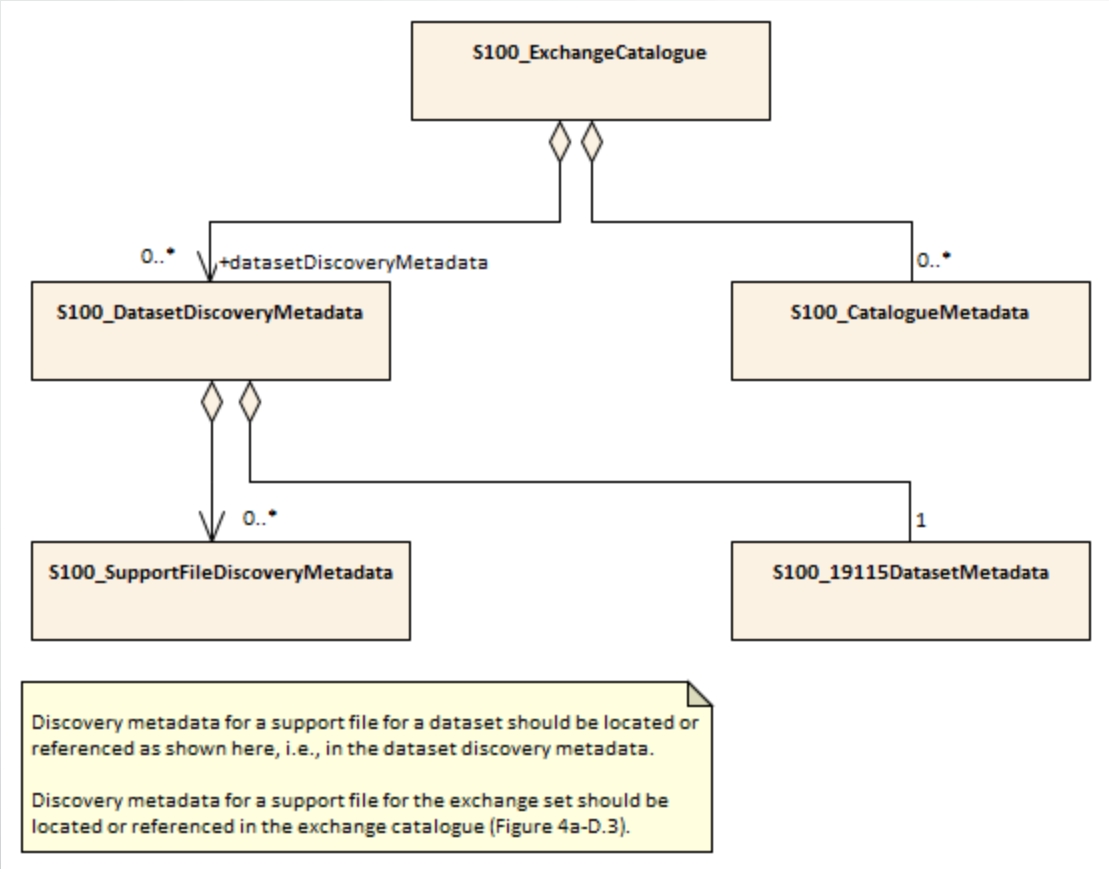 S100_ExchangeCatalogue
0..*
+datasetDiscoveryMetadata
0..*
S100_DatasetDiscoveryMetadata
S100_CatalogueMetadata
0..*
1
S100_SupportFileDiscoveryMetadata
S100_19115DatasetMetadata
Discovery metadata for a support file for a dataset should be located or
referenced as shown here, i.e., in the dataset discovery metadata.
Discovery metadata for a support file for the exchange set should be
located or referenced in the exchange catalogue (Figure 4a-D.3).